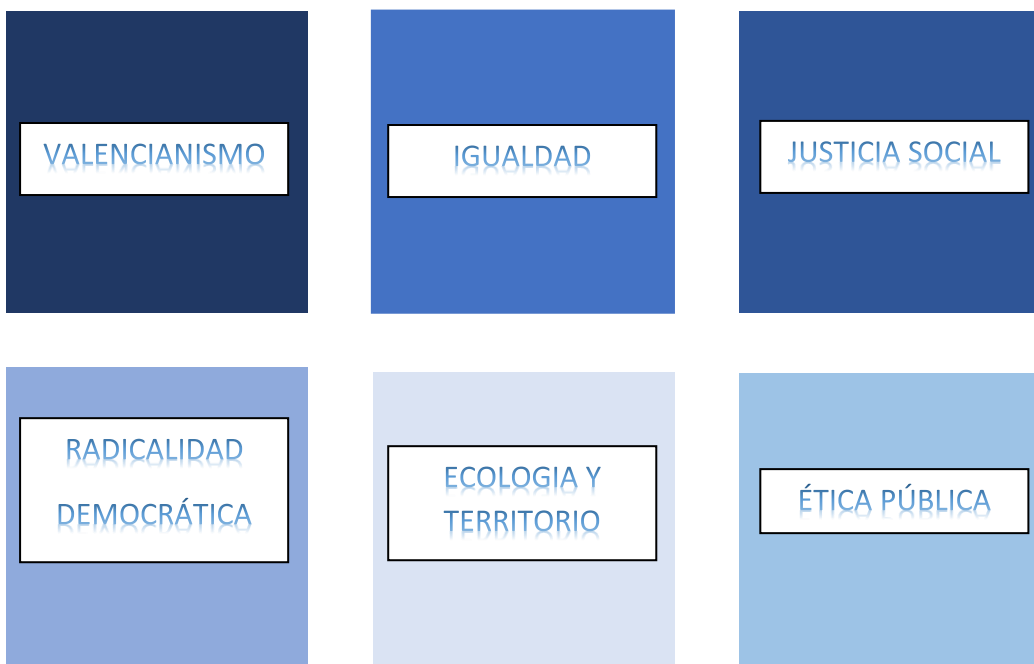 VALENCIANISMO
IGUALDAD
JUSTICIA SOCIAL
RADICALIDAD
DEMOCRÁTICA
ECOLOGIA Y
TERRITORIO
ÉTICA PÚBLICA